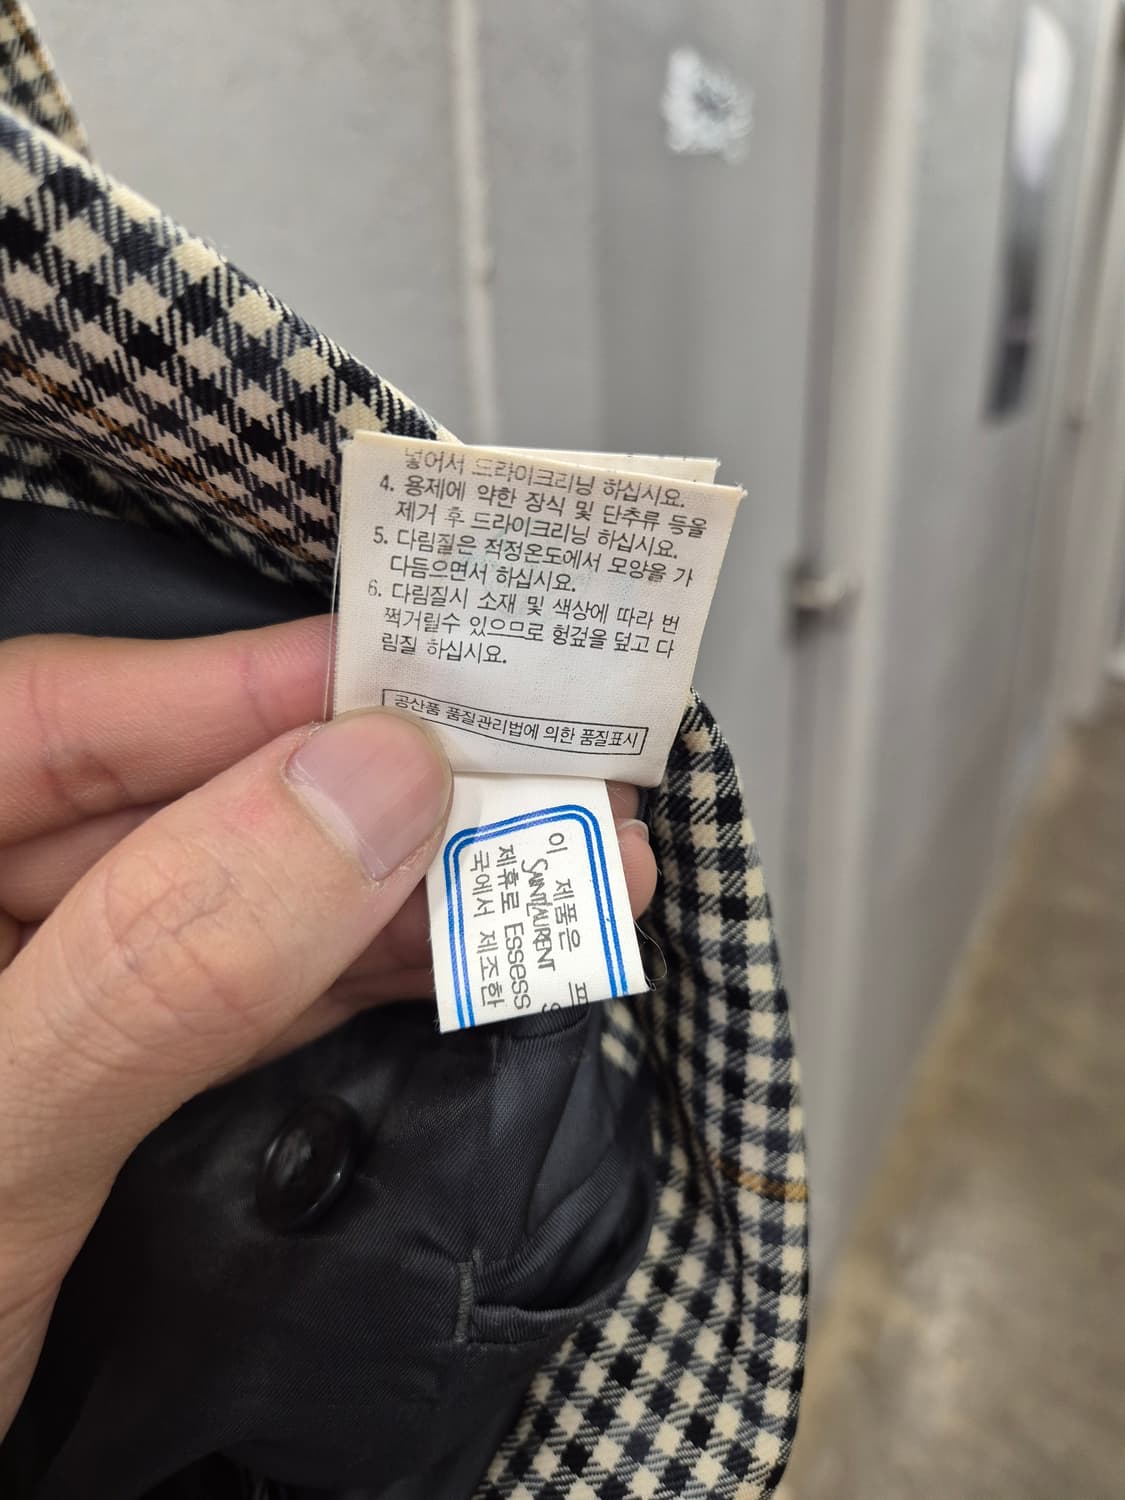 넣어서 드라이크리닝 하십시요.
4. 용제에 약한 장식 및 단추류 등을
제거 후 드라이크리닝 하십시요.
5. 다림질은 적정온도에서 모양을 가
다듬으면서 하십시요.
6. 다림질시 소재 및 색상에 따라 번
쩍거릴수 있으므로 헝겊을 덮고 다
림질 하십시요.
공산품 품질관리법에 의한 품질표시
이 제품은
SAINTLAURENT
제휴로 Essess
국에서 제조한